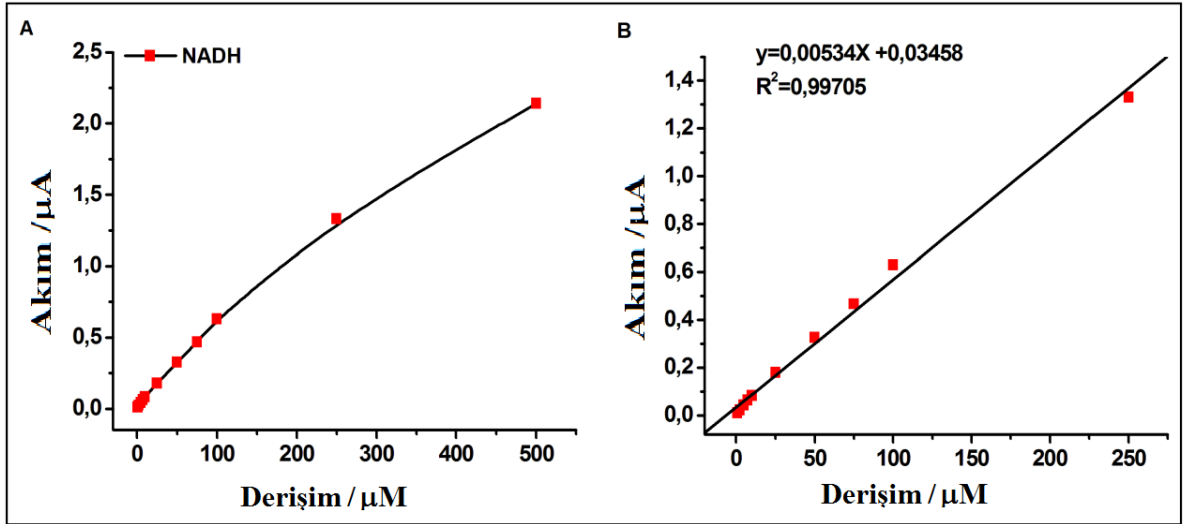 A
NADH
2,5
2,0
1,5
1,0
0,5
0,0
0 100 200 300 400 500
Akım /µA
Derişim / µM
B
y=0,00534X +0,03458
R²=0,99705
1,4
1,2
1,0
0,8
0,6
0,4
0,2
0,0
0 50 100 150 200 250
Akım /µA
Derişim / µM